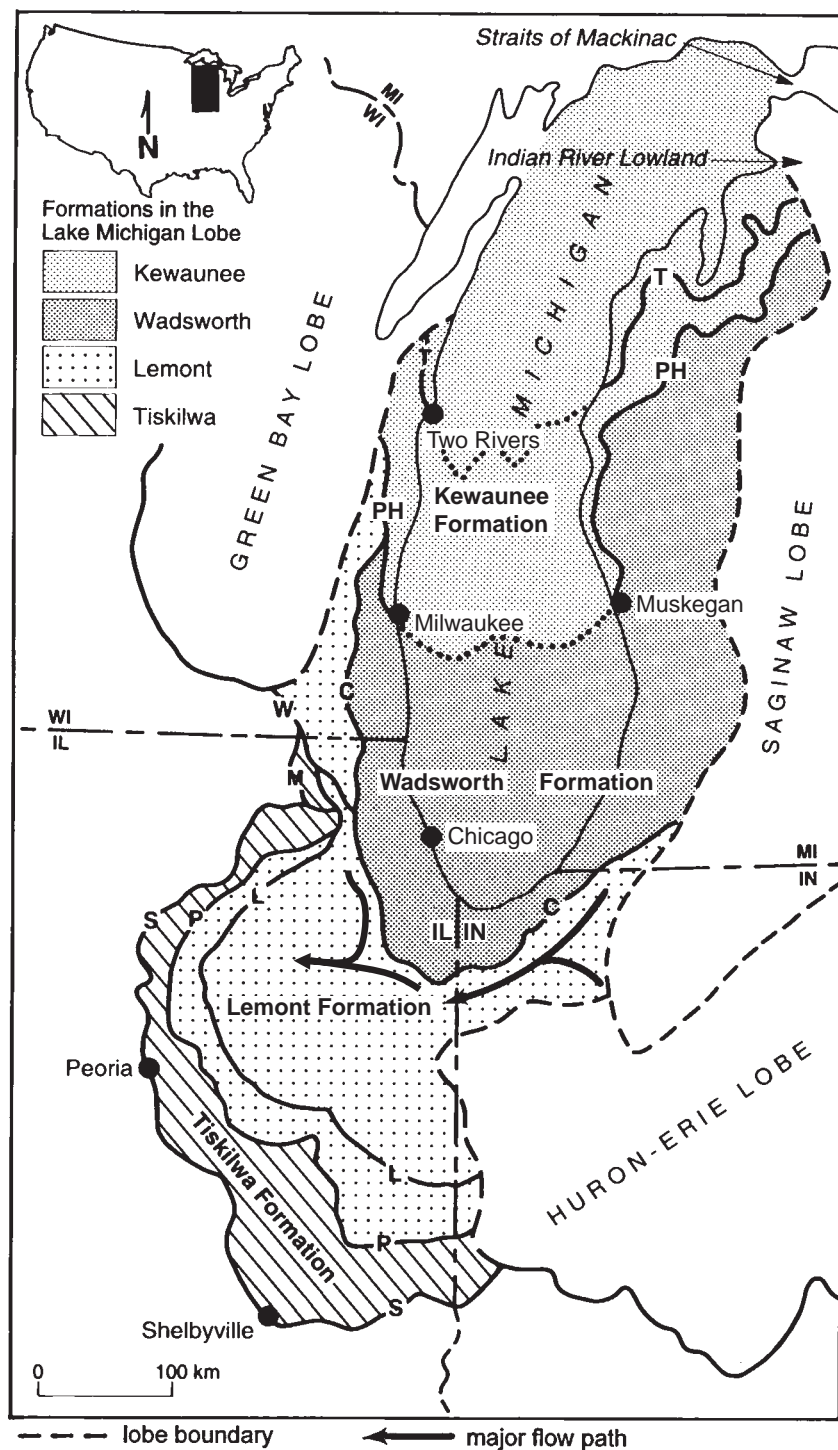 Straits of Mackinac
MI
WI
N
Indian River Lowland
Formations in the
Lake Michigan Lobe
Kewaunee
Wadsworth
Lemont
Tiskilwa
MICHIGAN
T
T
PH
GREEN BAY LOBE
Two Rivers
Kewaunee
Formation
PH
Milwaukee
Muskegan
SAGINAW LOBE
LAKE
C
W
WI
IL
M
Wadsworth Formation
Chicago
MI
IN
L
C
S
P
IL IN
Lemont Formation
Peoria
HURON-ERIE LOBE
L
Tiskilwa Formation
P
S
Shelbyville
0 100 km
lobe boundary
major flow path